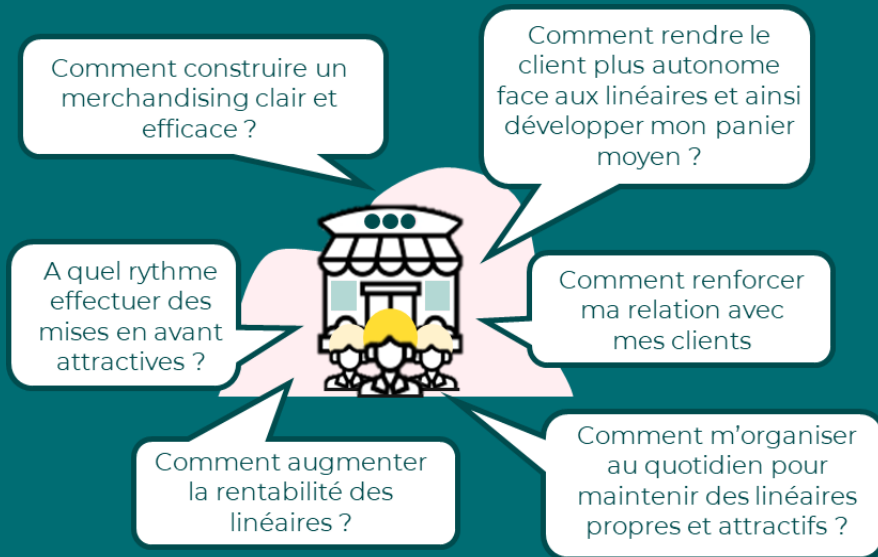 Comment construire un
merchandising clair et
efficace ?
Comment rendre le
client plus autonome
face aux linéaires et ainsi
développer mon panier
moyen ?
A quel rythme
effectuer des
mises en avant
attractives ?
Comment renforcer
ma relation avec
mes clients
Comment augmenter
la rentabilité des
linéaires ?
Comment m’organiser
au quotidien pour
maintenir des linéaires
propres et attractifs ?